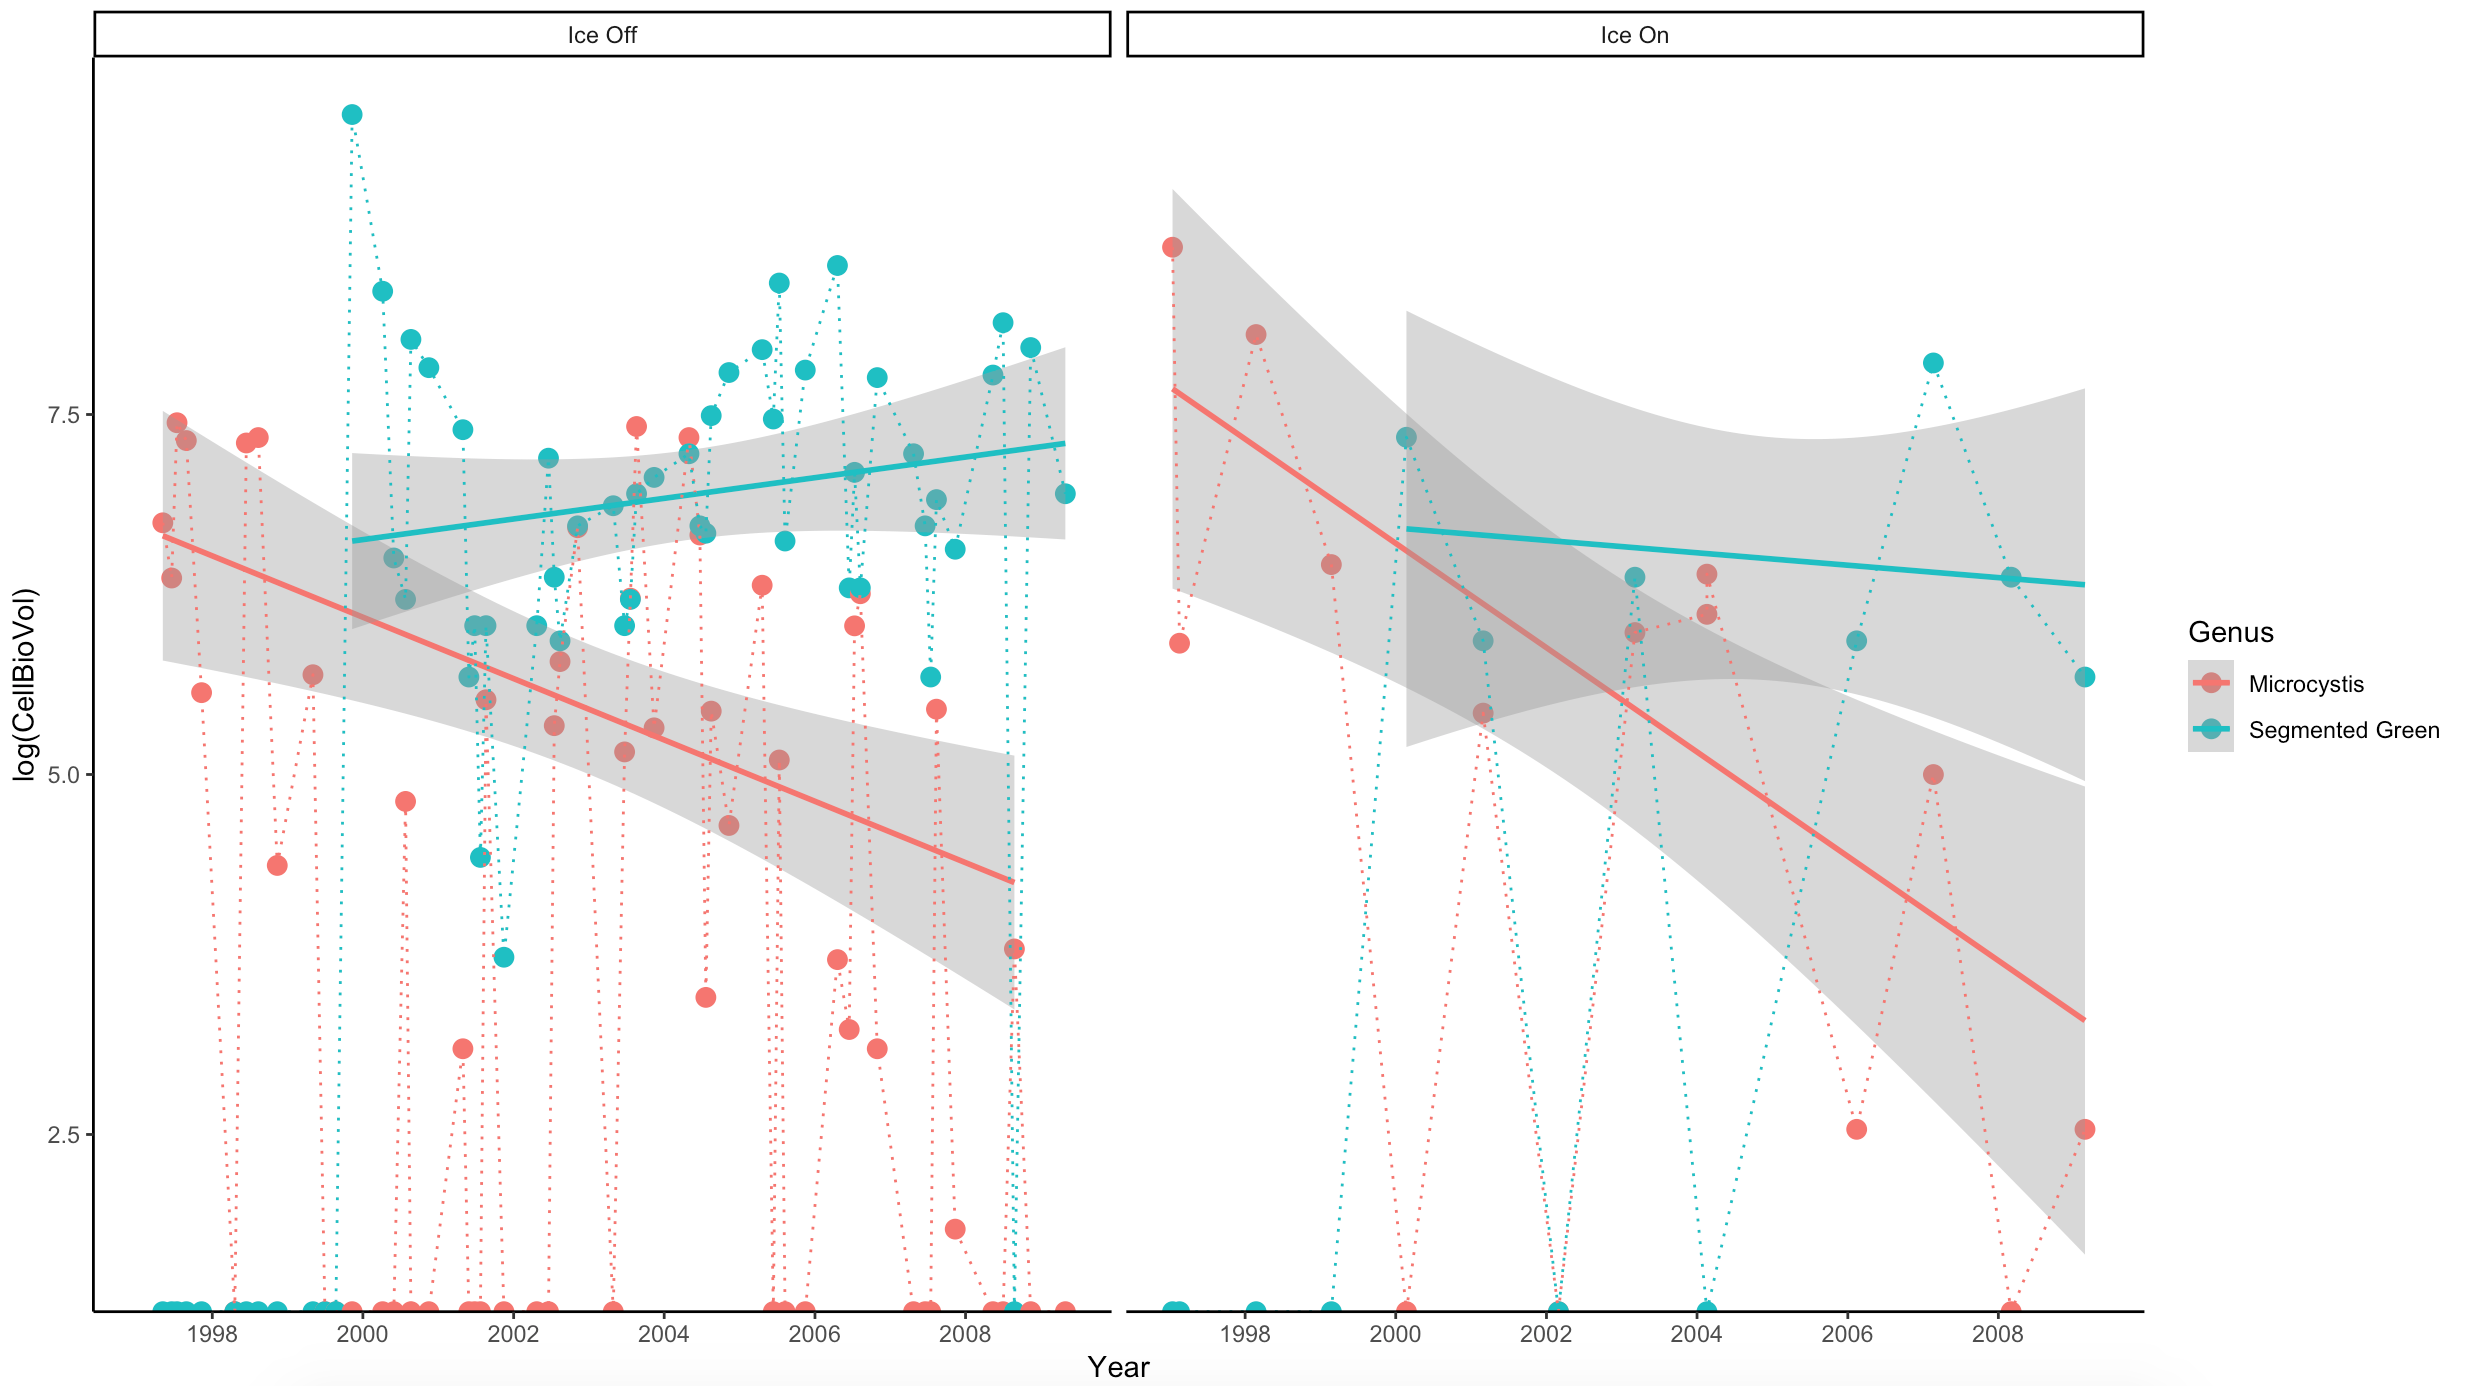 Ice Off
Ice On
log(CellBioVol)
7.5
5.0
2.5
1998 2000 2002 2004 2006 2008
1998 2000 2002 2004 2006 2008
Year
Genus
Microcystis
Segmented Green